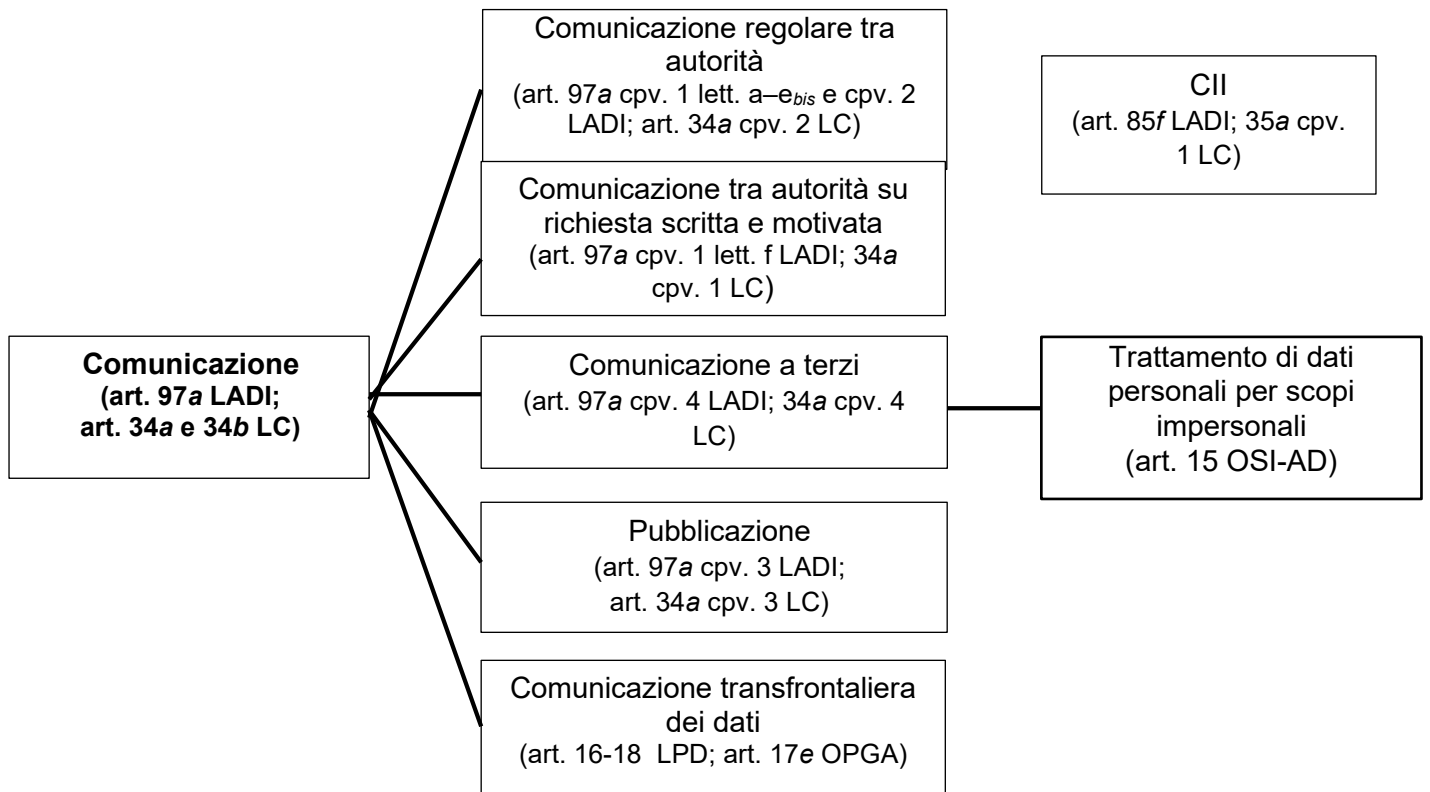 Comunicazione regolare tra
autorità
(art. 97a cpv. 1 lett. a–ebis e cpv. 2
LADI; art. 34a cpv. 2 LC)
CII
(art. 85f LADI; 35a cpv.
1 LC)
Comunicazione tra autorità su
richiesta scritta e motivata
(art. 97a cpv. 1 lett. f LADI; 34a
cpv. 1 LC)
Comunicazione
(art. 97a LADI;
art. 34a e 34b LC)
Comunicazione a terzi
(art. 97a cpv. 4 LADI; 34a cpv. 4
LC)
Trattamento di dati
personali per scopi
impersonali
(art. 15 OSI-AD)
Pubblicazione
(art. 97a cpv. 3 LADI;
art. 34a cpv. 3 LC)
Comunicazione transfrontaliera
dei dati
(art. 16-18 LPD; art. 17e OPGA)